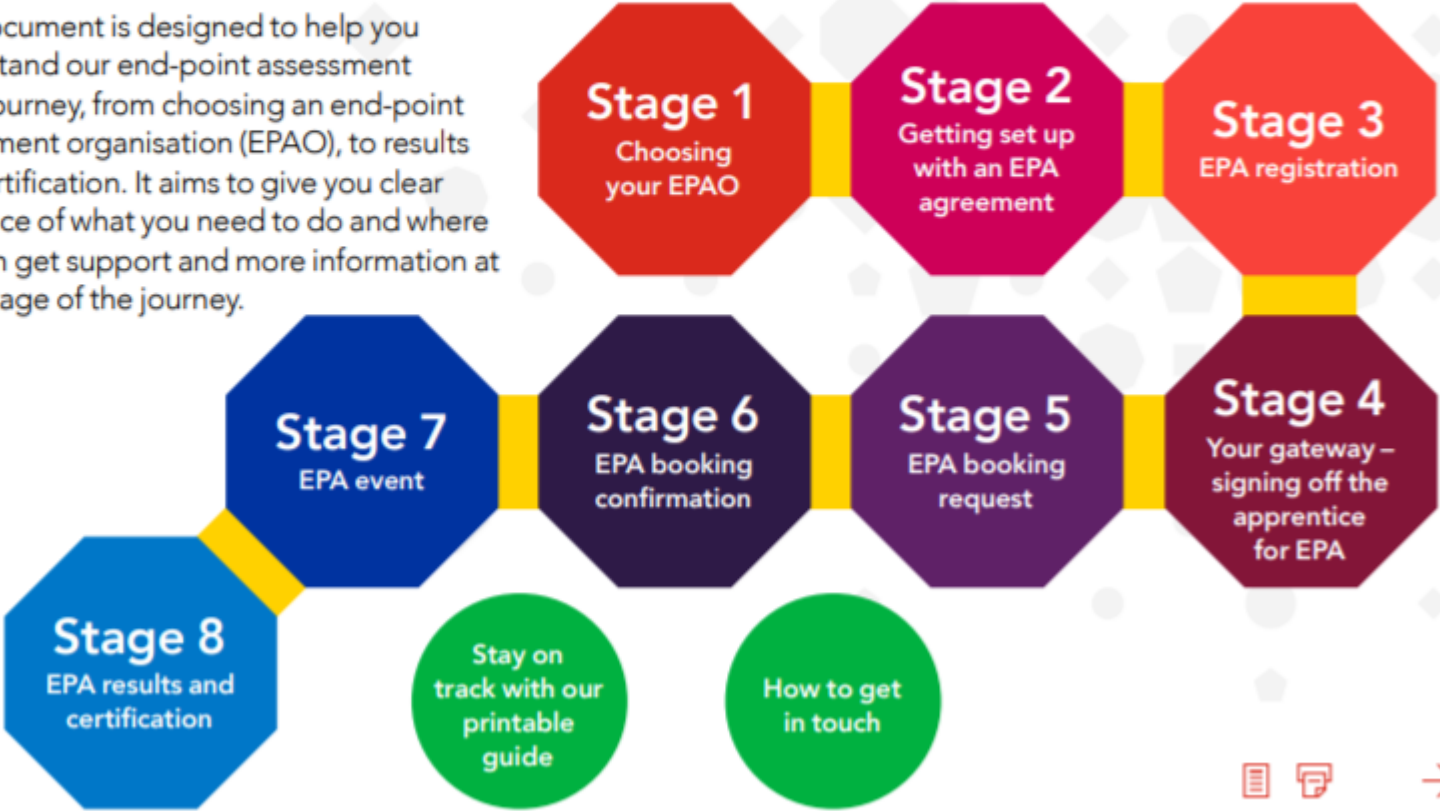 ocument is designed to help you
tand our end-point assessment
ourney, from choosing an end-point
ment organisation (EPAO), to results
rtification. It aims to give you clear
ce of what you need to do and where
n get support and more information at
age of the journey.
Stage 1
Choosing
your EPAO
Stage 2
Getting set up
with an EPA
agreement
Stage 3
EPA registration
Stage 4
Your gateway –
signing off the
apprentice
for EPA
Stage 5
EPA booking
request
Stage 6
EPA booking
confirmation
Stage 7
EPA event
Stage 8
EPA results and
certification
Stay on
track with our
printable
guide
How to get
in touch